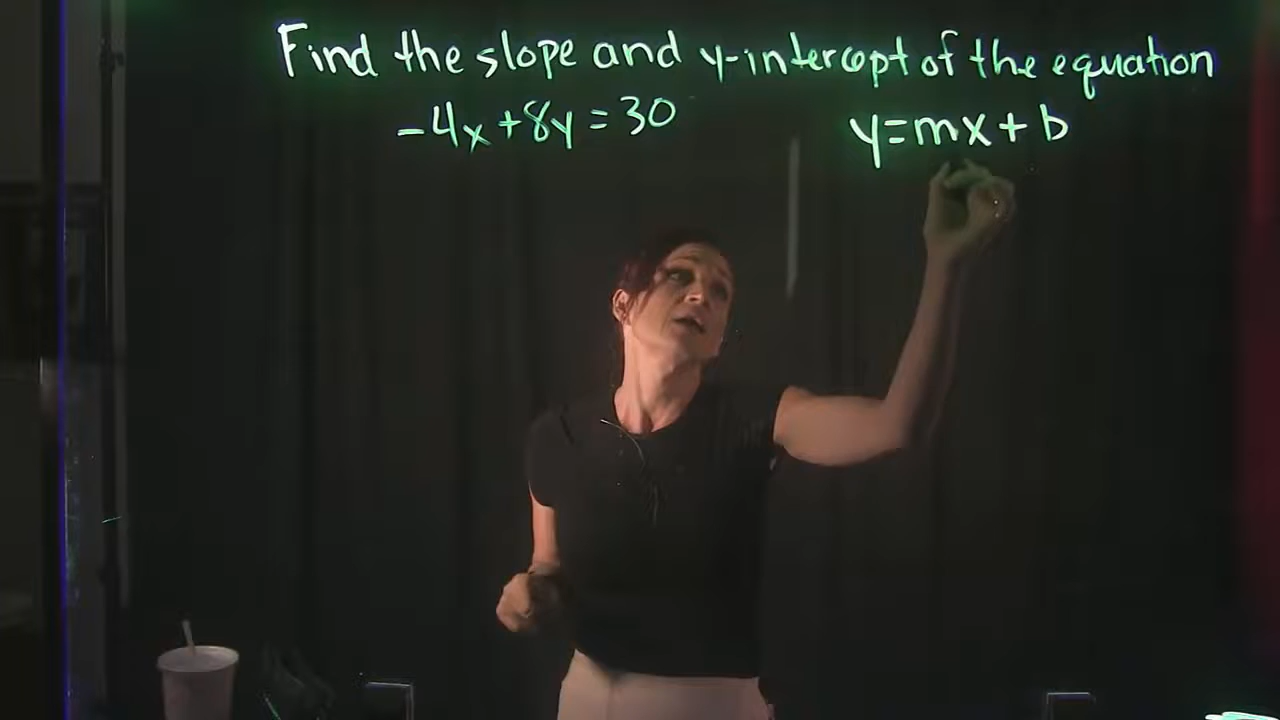 Find the slope and y-intercept of the equation
-4x+8y=30
y=mx+b